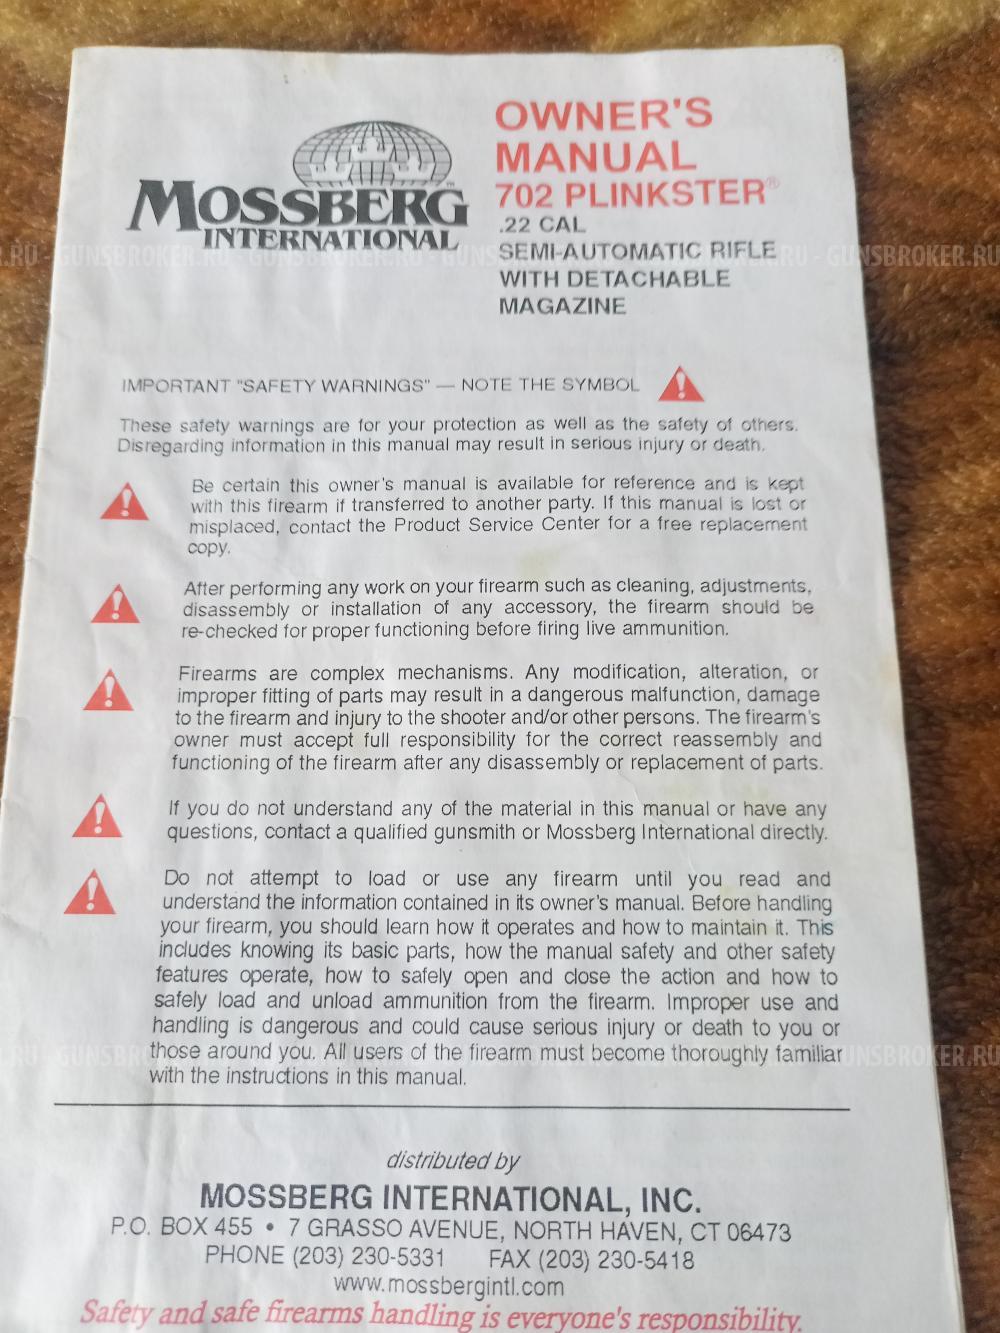 MOSSBERG
INTERNATIONAL
OWNER'S
MANUAL
702 PLINKSTER®
.22 CAL
SEMI-AUTOMATIC RIFLE
WITH DETACHABLE
MAGAZINE
.RU - GUNSBROKER.RU - GUNSBROKER.RU - GUNSBROKER.RU - GUNSBROKER.RU
IMPORTANT "SAFETY WARNINGS" — NOTE THE SYMBOL
These safety warnings are for your protection as well as the safety of others.
Disregarding information in this manual may result in serious injury or death.
Be certain this owner's manual is available for reference and is kept
with this firearm if transferred to another party. If this manual is lost or
misplaced, contact the Product Service Center for a free replacement
copy.
After performing any work on your firearm such as cleaning, adjustments,
disassembly or installation of any accessory, the firearm should be
re-checked for proper functioning before firing live ammunition.
Firearms are complex mechanisms. Any modification, alteration, or
improper fitting of parts may result in a dangerous malfunction, damage
to the firearm and injury to the shooter and/or other persons. The firearm's
owner must accept full responsibility for the correct reassembly and
functioning of the firearm after any disassembly or replacement of parts.
If you do not understand any of the material in this manual or have any
questions, contact a qualified gunsmith or Mossberg International directly.
Do not attempt to load or use any firearm until you read and
understand the information contained in its owner's manual. Before handling
your firearm, you should learn how it operates and how to maintain it. This
includes knowing its basic parts, how the manual safety and other safety
features operate, how to safely open and close the action and how to
safely load and unload ammunition from the firearm. Improper use and
handling is dangerous and could cause serious injury or death to you or
those around you. All users of the firearm must become thoroughly familiar
with the instructions in this manual.
distributed by
MOSSBERG INTERNATIONAL, INC.
P.O. BOX 455 • 7 GRASSO AVENUE, NORTH HAVEN, CT 06473
PHONE (203) 230-5331 FAX (203) 230-5418
www.mossbergintl.com
Safety and safe firearms handling is everyone's responsibility.